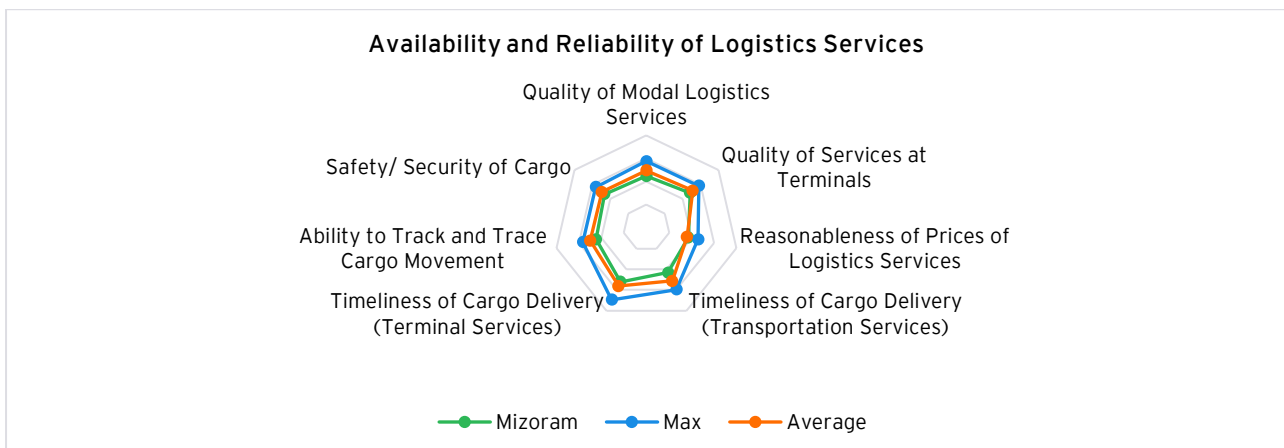 Availability and Reliability of Logistics Services
Quality of Modal Logistics
Services
Quality of Services at
Terminals
Reasonableness of Prices of
Logistics Services
Timeliness of Cargo Delivery
(Transportation Services)
Timeliness of Cargo Delivery
(Terminal Services)
Ability to Track and Trace
Cargo Movement
Safety/ Security of Cargo
Mizoram
Max
Average